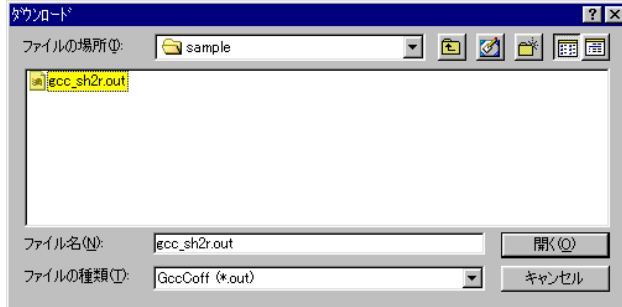 ダウンロード
ファイルの場所(I):
sample
gcc_sh2r.out
ファイル名(N):
gcc_sh2r.out
開く(O)
ファイルの種類(T):
GccCoff (*.out)
キャンセル